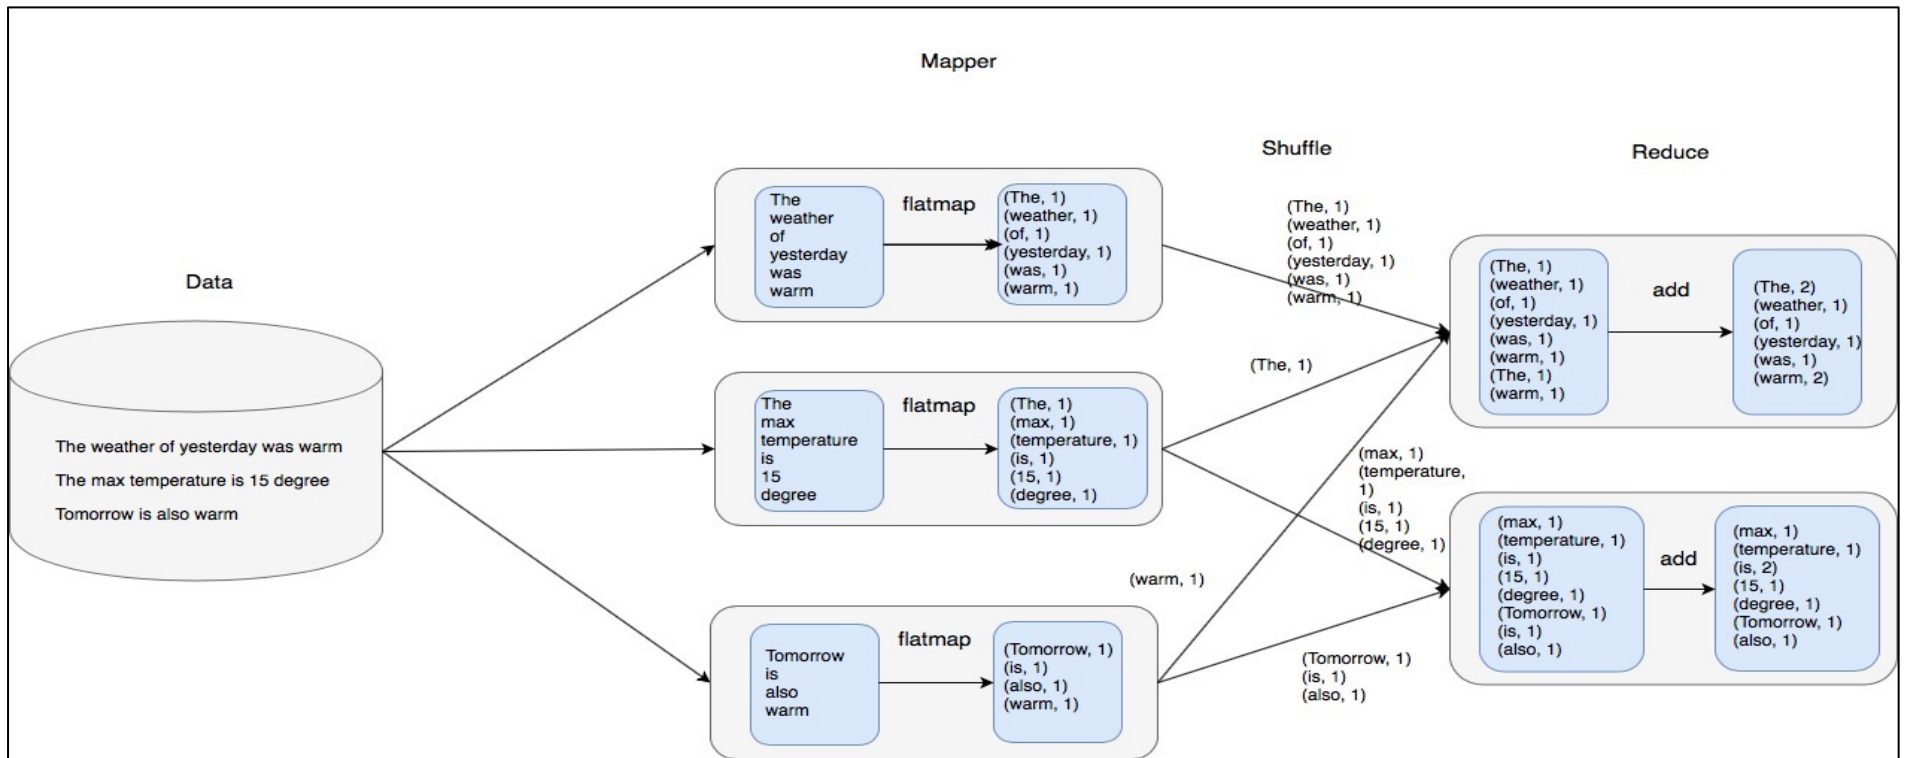 Mapper
Shuffle
Reduce
Data
The weather of yesterday was warm
The max temperature is 15 degree
Tomorrow is also warm
The
weather
of
yesterday
was
warm
flatmap
(The, 1)
(weather, 1)
(of, 1)
(yesterday, 1)
(was, 1)
(warm, 1)
The
max
temperature
is
15
degree
flatmap
(The, 1)
(max, 1)
(temperature, 1)
(is, 1)
(15, 1)
(degree, 1)
Tomorrow
is
also
warm
flatmap
(Tomorrow, 1)
(is, 1)
(also, 1)
(warm, 1)
(The, 1)
(weather, 1)
(of, 1)
(yesterday, 1)
(was, 1)
(warm, 1)
(The, 1)
(max, 1)
(temperature,
1)
(is, 1)
(15, 1)
(degree, 1)
(warm, 1)
(Tomorrow, 1)
(is, 1)
(also, 1)
(The, 1)
(weather, 1)
(of, 1)
(yesterday, 1)
(was, 1)
(warm, 1)
(The, 1)
(warm, 1)
add
(The, 2)
(weather, 1)
(of, 1)
(yesterday, 1)
(was, 1)
(warm, 2)
(max, 1)
(temperature, 1)
(is, 1)
(15, 1)
(degree, 1)
(Tomorrow, 1)
(is, 1)
(also, 1)
add
(max, 1)
(temperature, 1)
(is, 2)
(15, 1)
(degree, 1)
(Tomorrow, 1)
(also, 1)